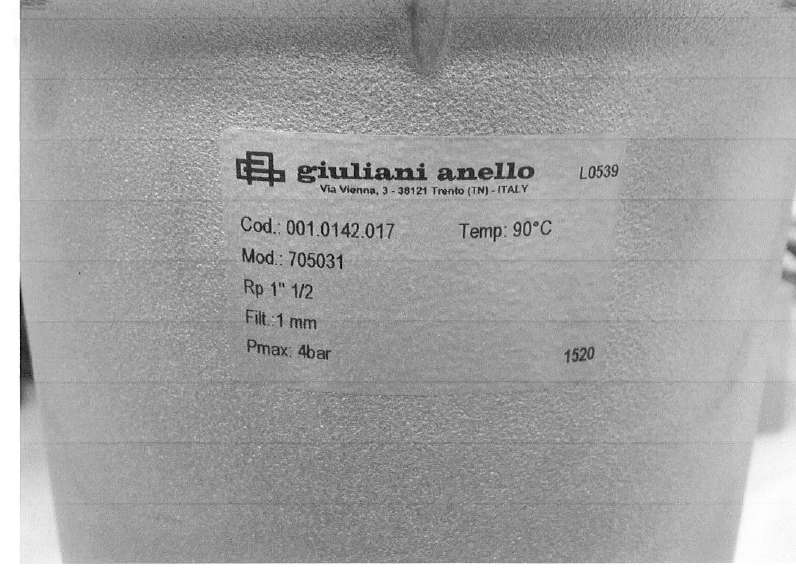 giuliani anello L0539
Via Vienna, 3 - 38121 Trento (TN) - ITALY
Cod.: 001.0142.017 Temp: 90°C
Mod.: 705031
Rp 1" 1/2
Filt.:1 mm
Pmax: 4bar 1520